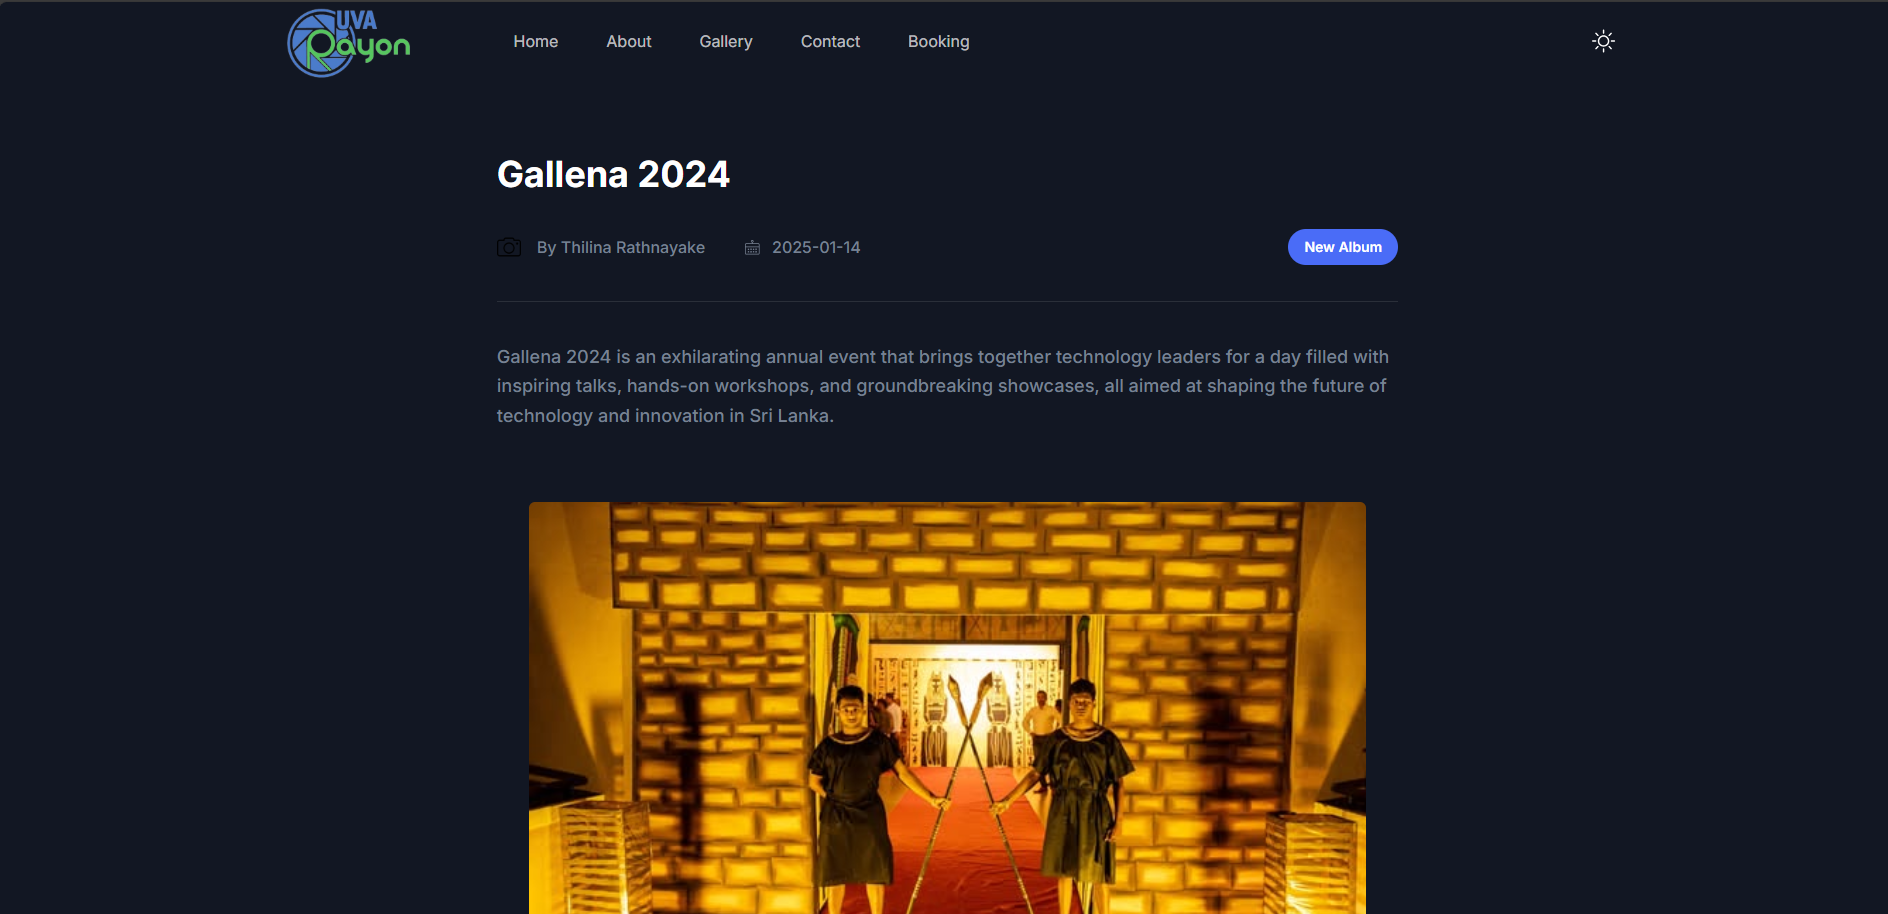 UVA
Rayon
Home About Gallery Contact Booking
Gallena 2024
By Thilina Rathnayake 2025-01-14 New Album
Gallena 2024 is an exhilarating annual event that brings together technology leaders for a day filled with
inspiring talks, hands-on workshops, and groundbreaking showcases, all aimed at shaping the future of
technology and innovation in Sri Lanka.